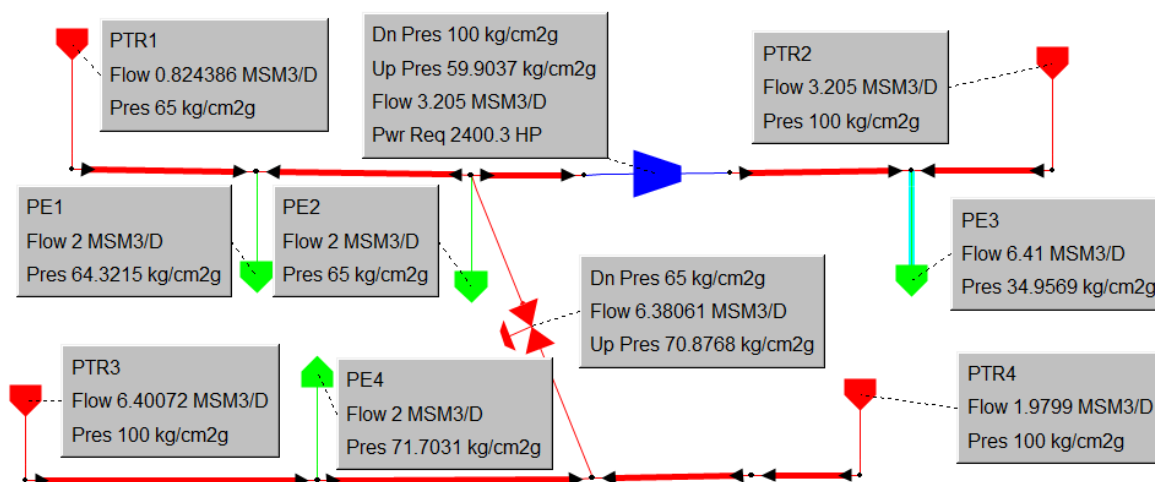 PTR1
Flow 0.824386 MSM3/D
Pres 65 kg/cm2g
Dn Pres 100 kg/cm2g
Up Pres 59.9037 kg/cm2g
Flow 3.205 MSM3/D
Pwr Req 2400.3 HP
PTR2
Flow 3.205 MSM3/D
Pres 100 kg/cm2g
PE1
Flow 2 MSM3/D
Pres 64.3215 kg/cm2g
PE2
Flow 2 MSM3/D
Pres 65 kg/cm2g
Dn Pres 65 kg/cm2g
Flow 6.38061 MSM3/D
Up Pres 70.8768 kg/cm2g
PE3
Flow 6.41 MSM3/D
Pres 34.9569 kg/cm2g
PTR3
Flow 6.40072 MSM3/D
Pres 100 kg/cm2g
PE4
Flow 2 MSM3/D
Pres 71.7031 kg/cm2g
PTR4
Flow 1.9799 MSM3/D
Pres 100 kg/cm2g